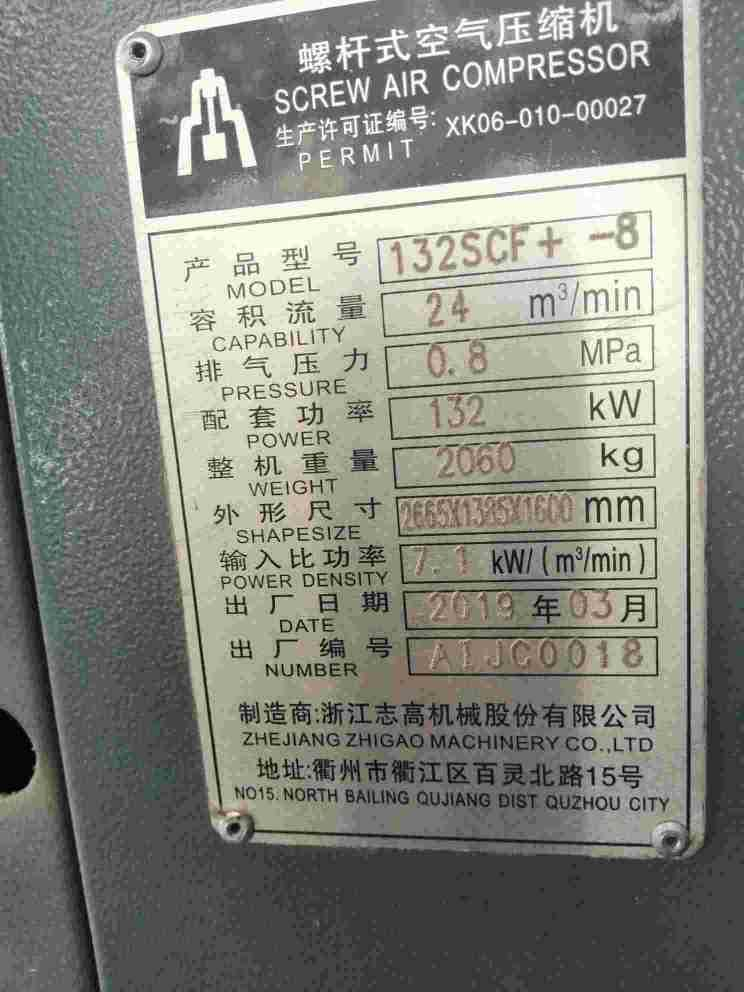 螺杆式空气压缩机
SCREW AIR COMPRESSOR
生产许可证编号: XK06-010-00027
PERMIT
产品型号 132SCF+ -8
MODEL
容积流量 24 m³/min
CAPABILITY
排气压力 0.8 MPa
PRESSURE
配套功率 132 kW
POWER
整机重量 2060 kg
WEIGHT
外形尺寸 2665X1385X1600 mm
SHAPESIZE
输入比功率 7.1 kW/(m³/min)
POWER DENSITY
出厂日期 2019年03月
DATE
出厂编号 AIJC0018
NUMBER
制造商:浙江志高机械股份有限公司
ZHEJIANG ZHIGAO MACHINERY CO.,LTD
地址:衢州市衢江区百灵北路15号
NO15. NORTH BAILING QUJIANG DIST QUZHOU CITY